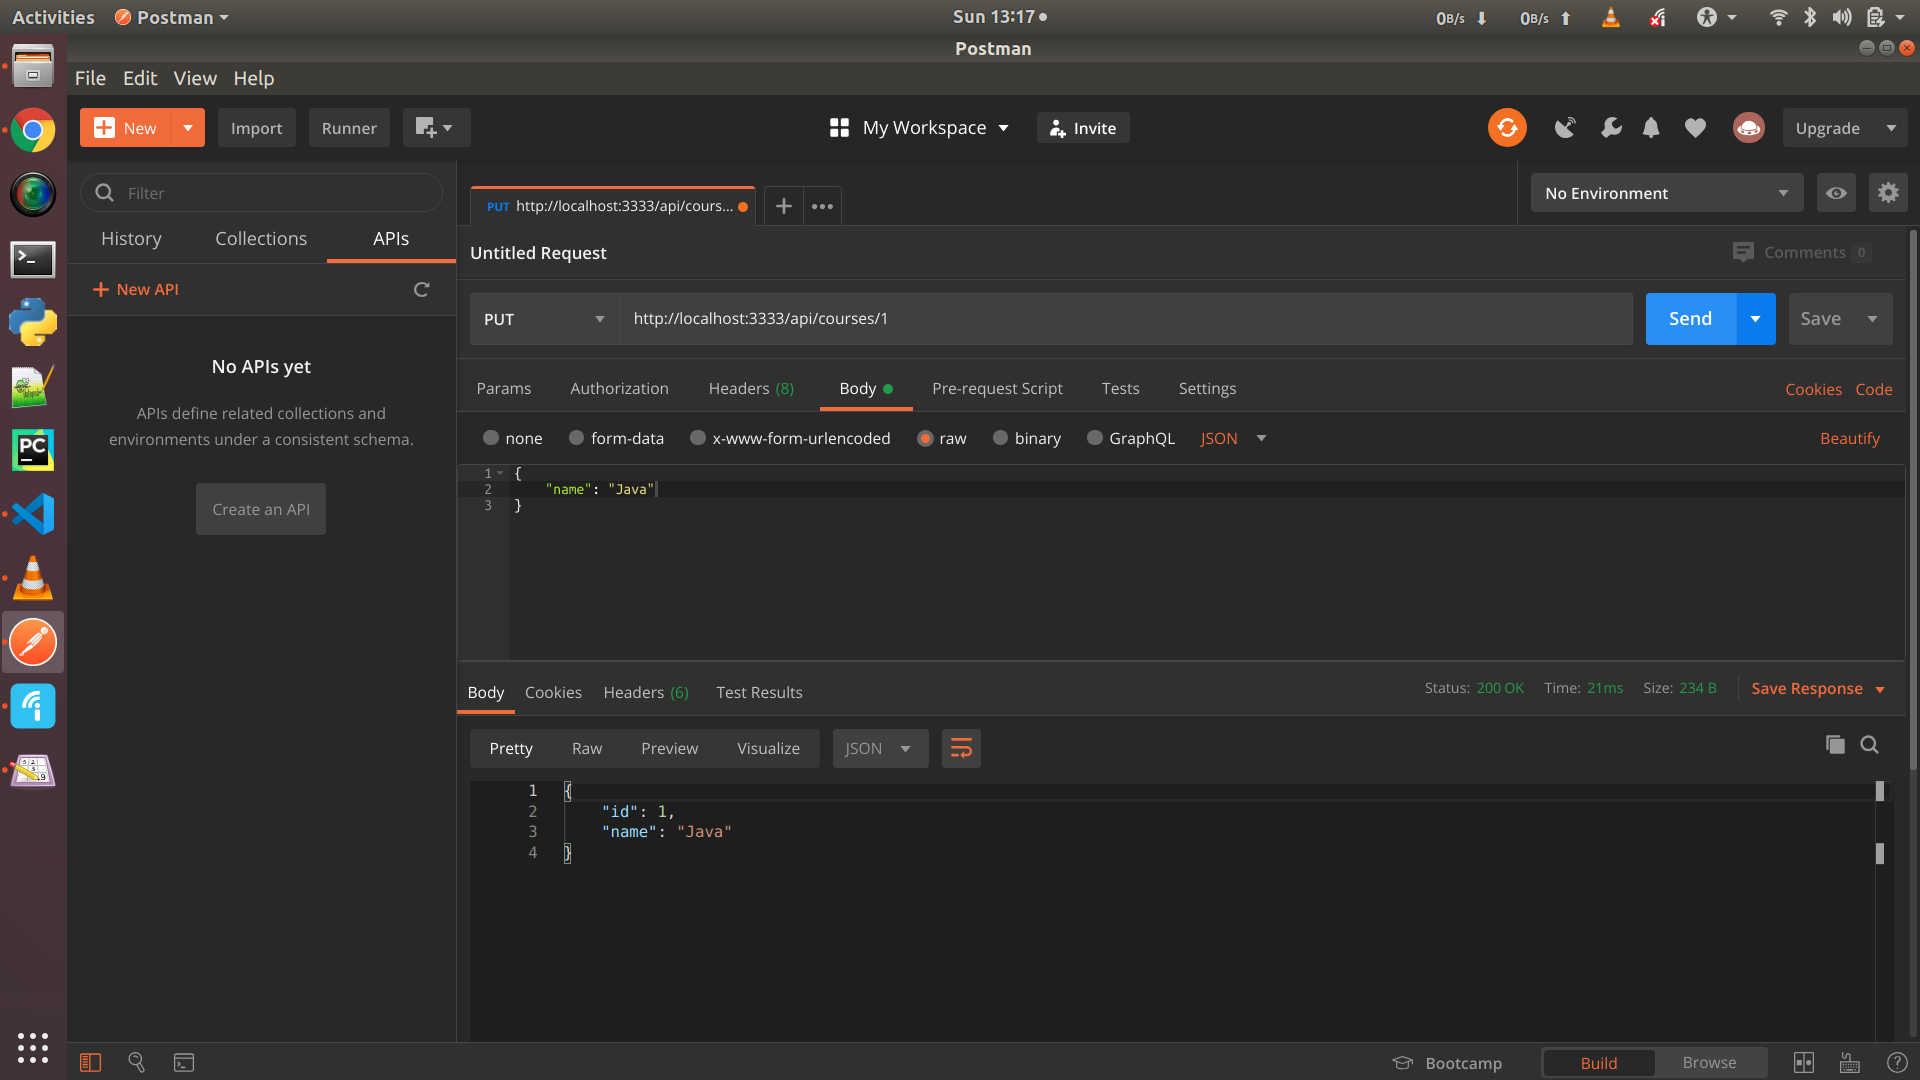 Activities Postman Sun 13:17 0B/s 0B/s
Postman
File Edit View Help
New Import Runner My Workspace Invite Upgrade
Filter
PUT http://localhost:3333/api/cours... No Environment
History Collections APIs
Untitled Request Comments 0
New API
PUT http://localhost:3333/api/courses/1 Send Save
No APIs yet
APIs define related collections and
environments under a consistent schema.
Create an API
Params Authorization Headers (8) Body Pre-request Script Tests Settings Cookies Code
none form-data x-www-form-urlencoded raw binary GraphQL JSON Beautify
1 {
2 "name": "Java"
3 }
Body Cookies Headers (6) Test Results Status: 200 OK Time: 21ms Size: 234 B Save Response
Pretty Raw Preview Visualize JSON
1 {
2 "id": 1,
3 "name": "Java"
4 }
Bootcamp Build Browse